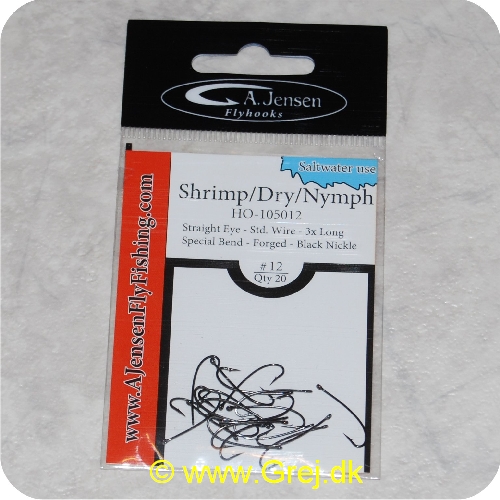 A.Jensen
Flyhooks
Saltwater use
Shrimp/Dry/Nymph
HO-105012
Straight Eye - Std. Wire - 3x Long
Special Bend - Forged - Black Nickle
#12
Qty 20
www.AJensenFlyFishing.com
© www.Grej.dk